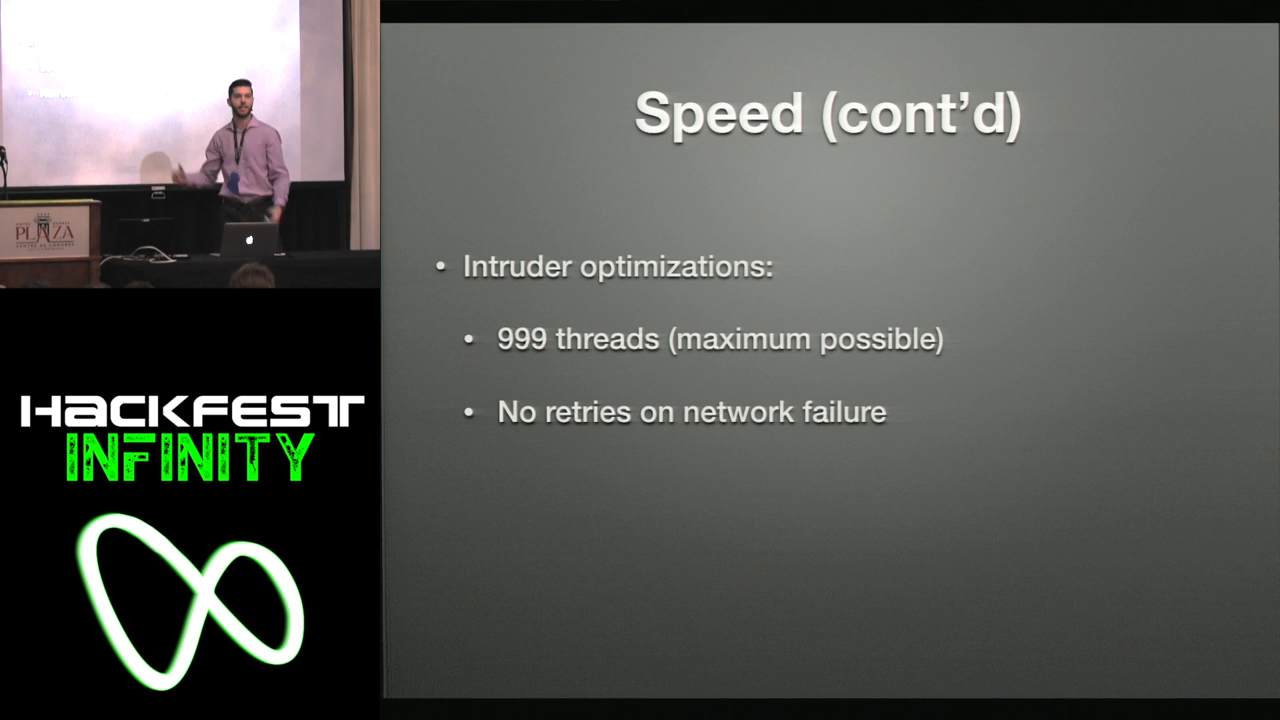 Speed (cont'd)
• Intruder optimizations:
• 999 threads (maximum possible)
• No retries on network failure
PLAZA
HACKFEST
INFINITY